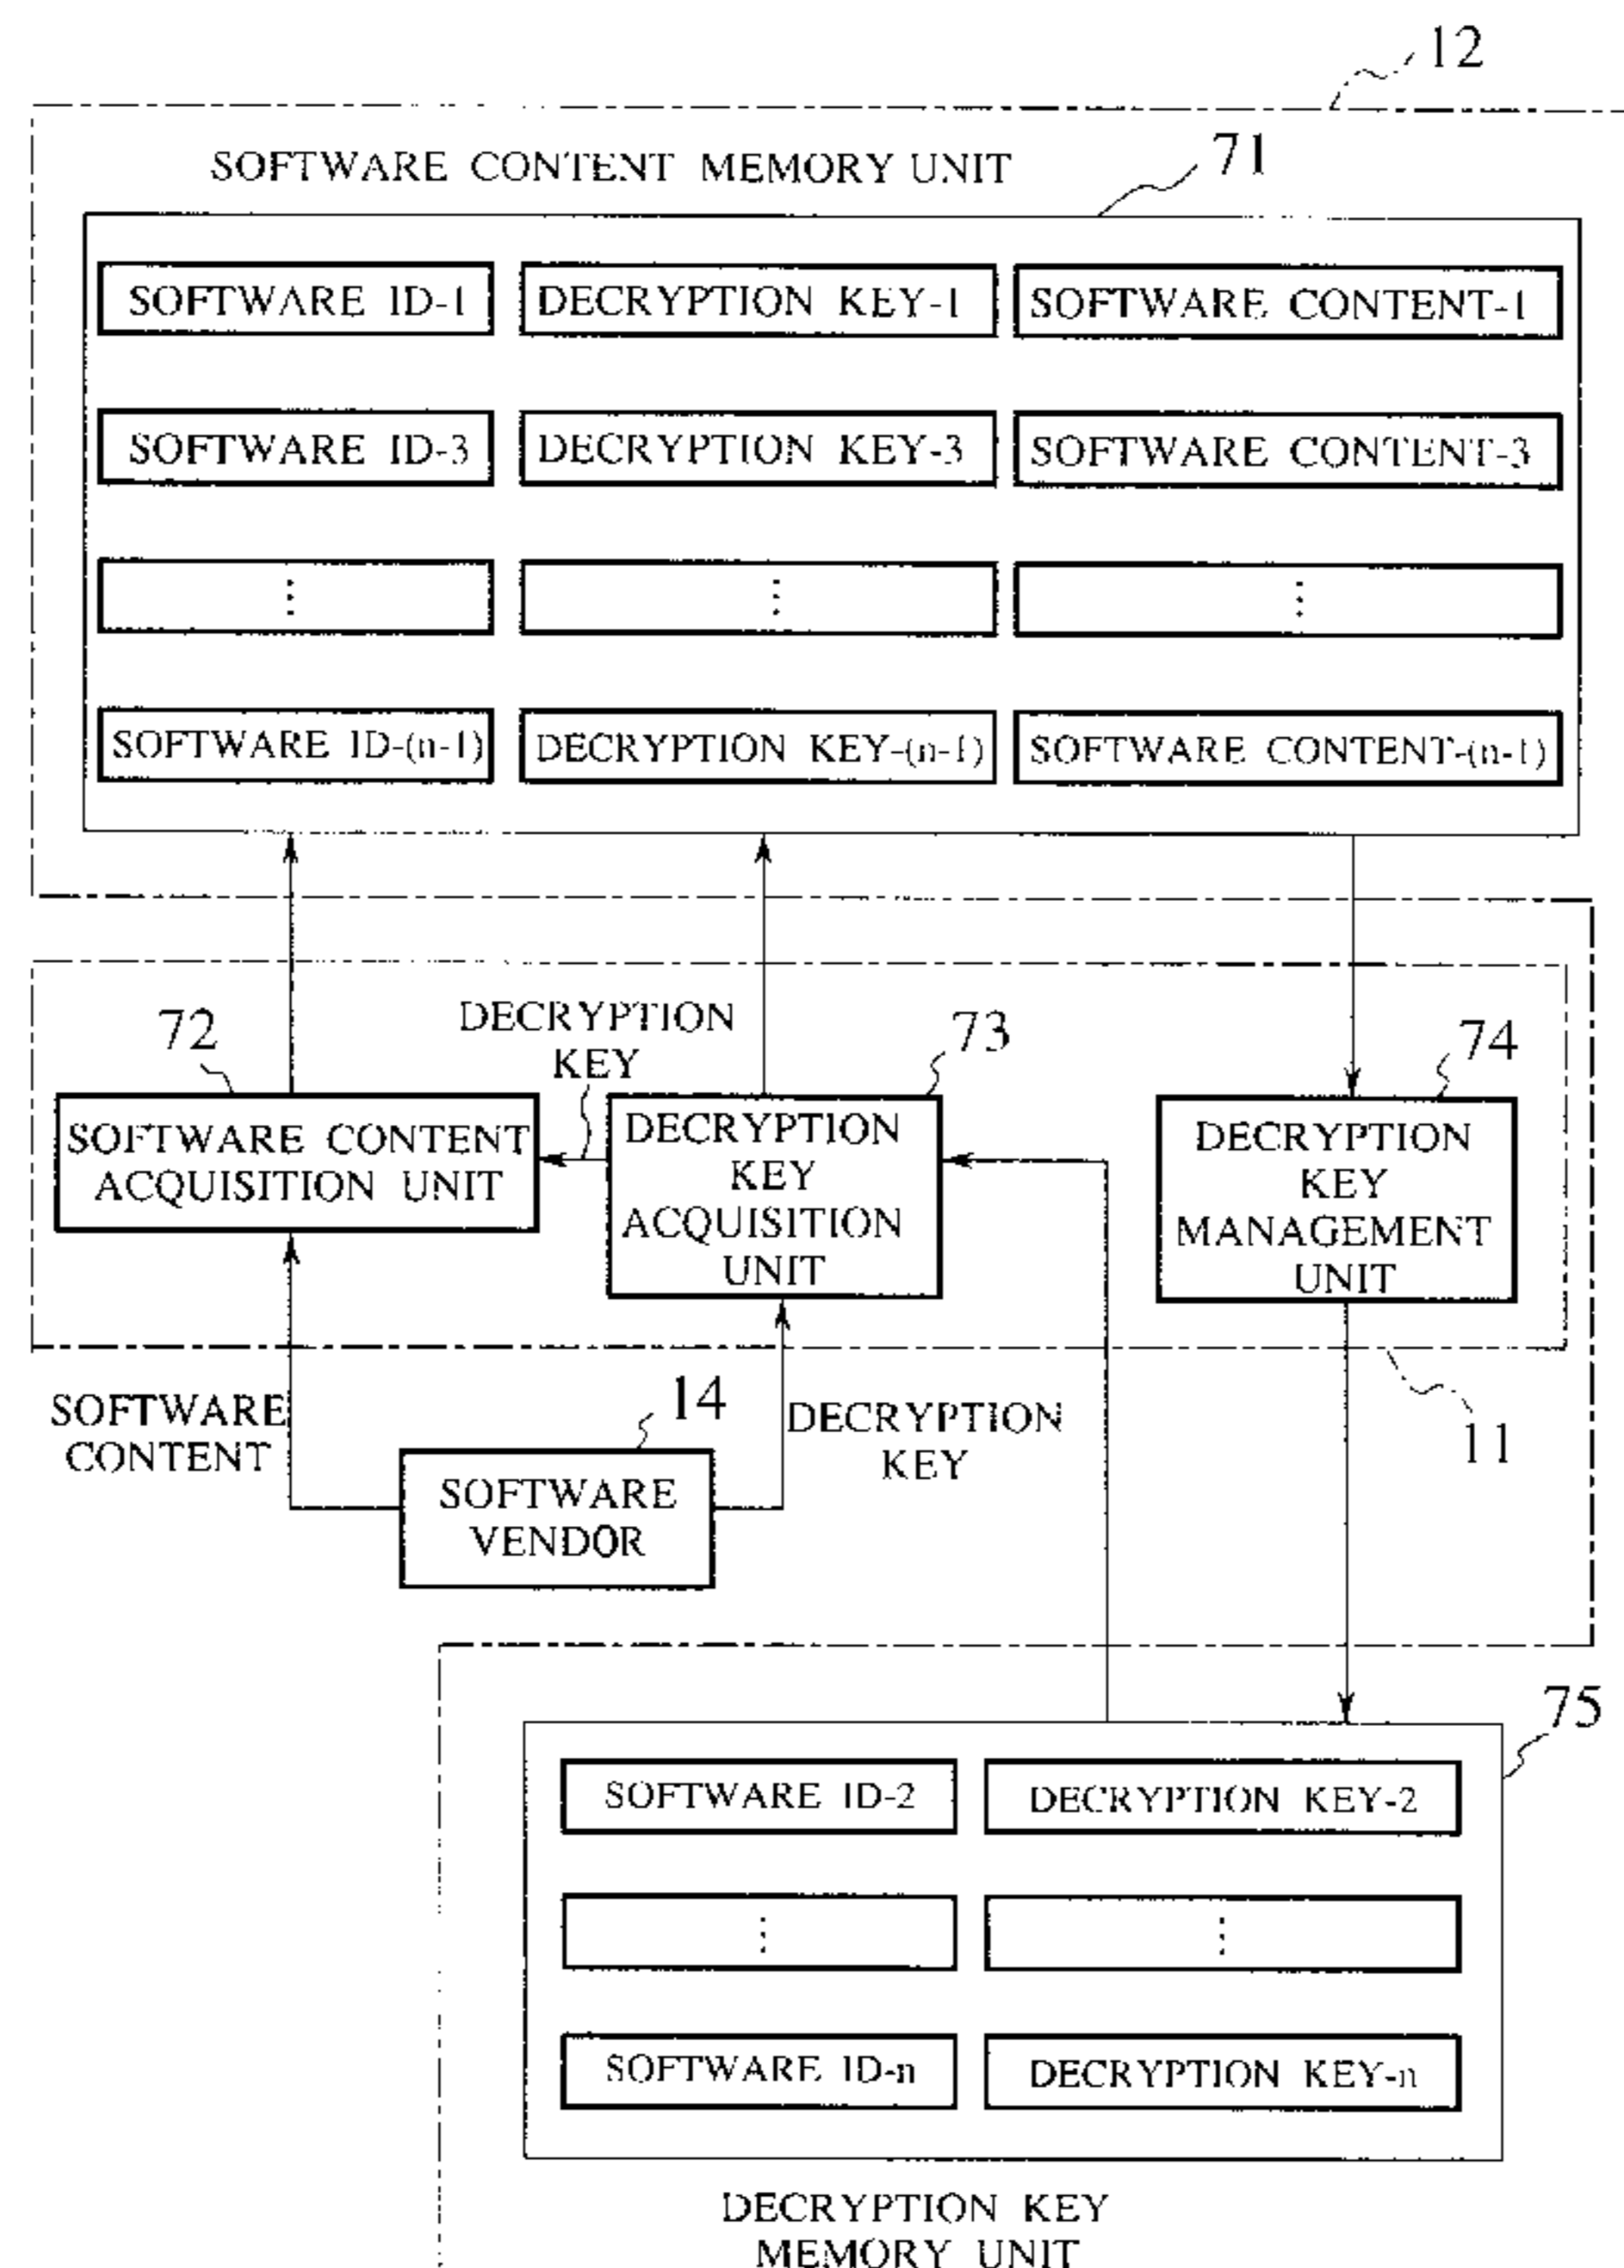 12
SOFTWARE CONTENT MEMORY UNIT
71
SOFTWARE ID-1
DECRYPTION KEY-1
SOFTWARE CONTENT-1
SOFTWARE ID-3
DECRYPTION KEY-3
SOFTWARE CONTENT-3
⋮
⋮
⋮
SOFTWARE ID-(n-1)
DECRYPTION KEY-(n-1)
SOFTWARE CONTENT-(n-1)
72
DECRYPTION
KEY
73
74
SOFTWARE CONTENT
ACQUISITION UNIT
DECRYPTION
KEY
ACQUISITION
UNIT
DECRYPTION
KEY
MANAGEMENT
UNIT
SOFTWARE
CONTENT
14
DECRYPTION
KEY
11
SOFTWARE
VENDOR
75
SOFTWARE ID-2
DECRYPTION KEY-2
⋮
⋮
SOFTWARE ID-n
DECRYPTION KEY-n
DECRYPTION KEY
MEMORY UNIT